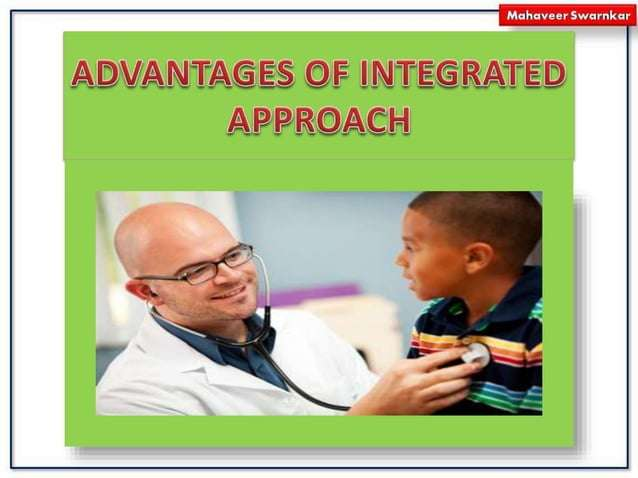 Mahaveer Swarnkar
ADVANTAGES OF INTEGRATED
APPROACH